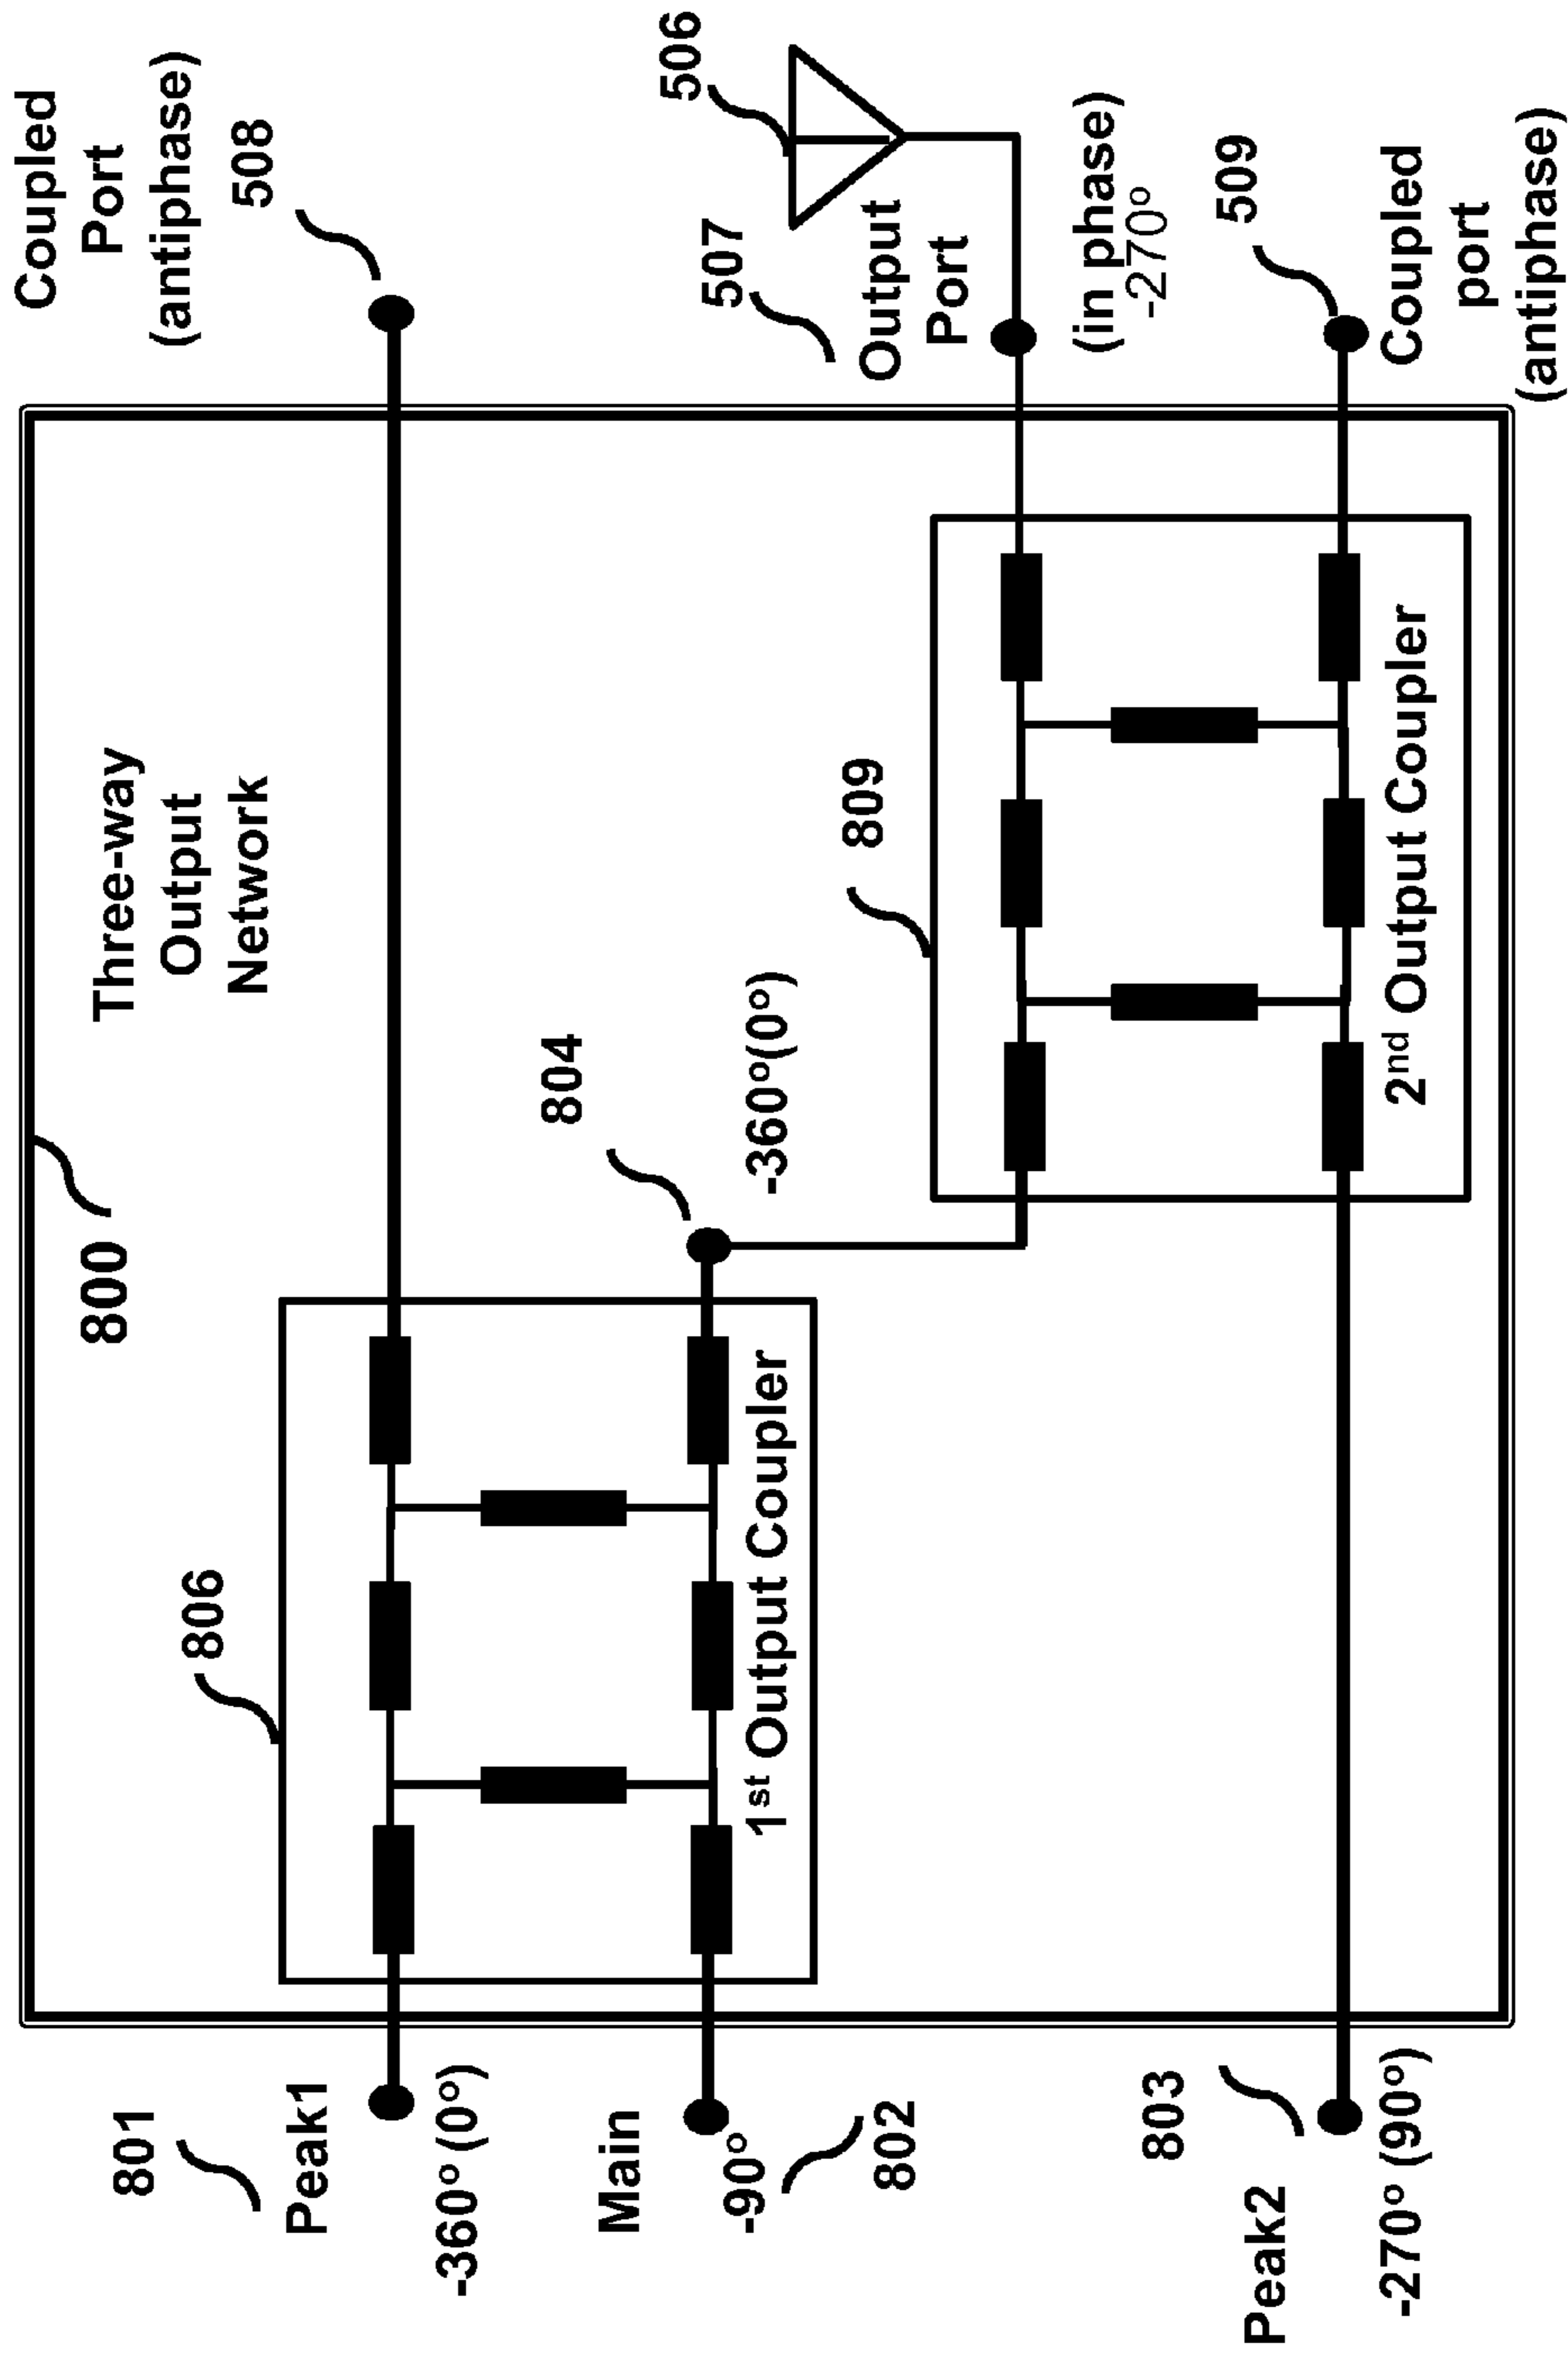 801
Peak1
-360° (0°)
Main
-90°
802
803
Peak2
-270° (90°)
800
Three-way
Output
Network
806
1st Output Coupler
804
-360°(0°)
809
2nd Output Coupler
Coupled
Port
(antiphase)
508
506
507
Output
Port
(in phase)
-270°
509
Coupled
port
(antiphase)